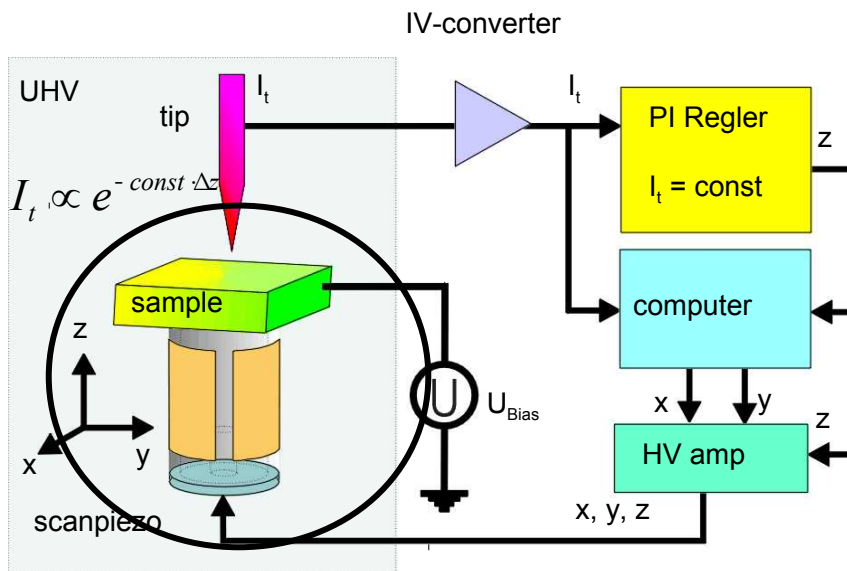 IV-converter
UHV
I_t
I_t
tip
PI Regler
z
I_t = const
I_t ∝ e^{- const ·Δz}
sample
computer
z
x
y
U
U_Bias
z
x
y
HV amp
x, y, z
scanpiezo